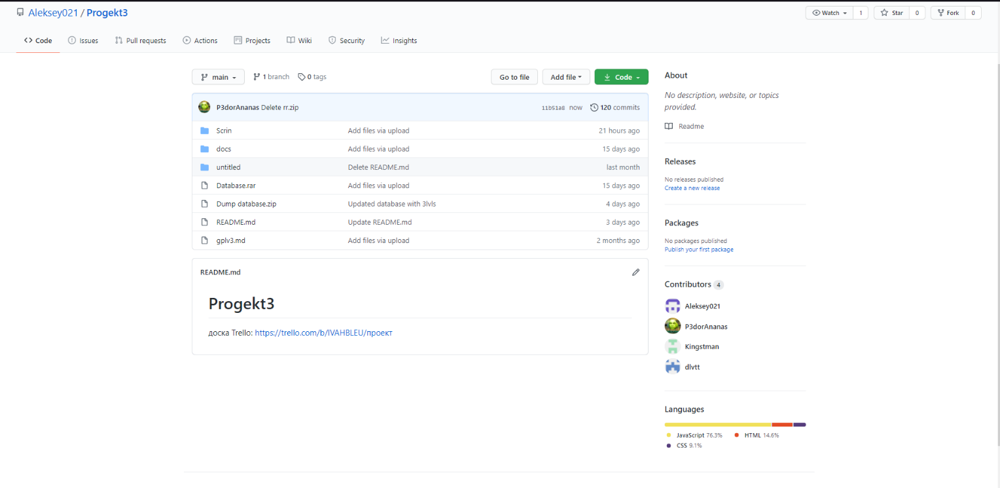 Aleksey021 / Progekt3
Watch 1 Star 0 Fork 0
Code Issues Pull requests Actions Projects Wiki Security Insights
main 1 branch 0 tags Go to file Add file Code
P3dorAnanas Delete rr.zip 11b51a8 now 120 commits
Scrin Add files via upload 21 hours ago
docs Add files via upload 15 days ago
untitled Delete README.md last month
Database.rar Add files via upload 15 days ago
Dump database.zip Updated database with 3lvls 4 days ago
README.md Update README.md 3 days ago
gplv3.md Add files via upload 2 months ago
README.md
Progekt3
доска Trello: https://trello.com/b/IVAHBLEU/проект
About
No description, website, or topics
provided.
Readme
Releases
No releases published
Create a new release
Packages
No packages published
Publish your first package
Contributors 4
Aleksey021
P3dorAnanas
Kingstman
dlvtt
Languages
JavaScript 76.3% HTML 14.6%
CSS 9.1%